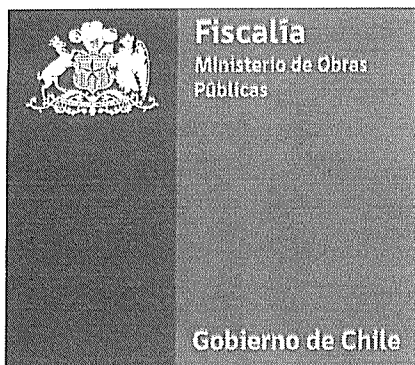 Fiscalía
Ministerio de Obras
Públicas
Gobierno de Chile